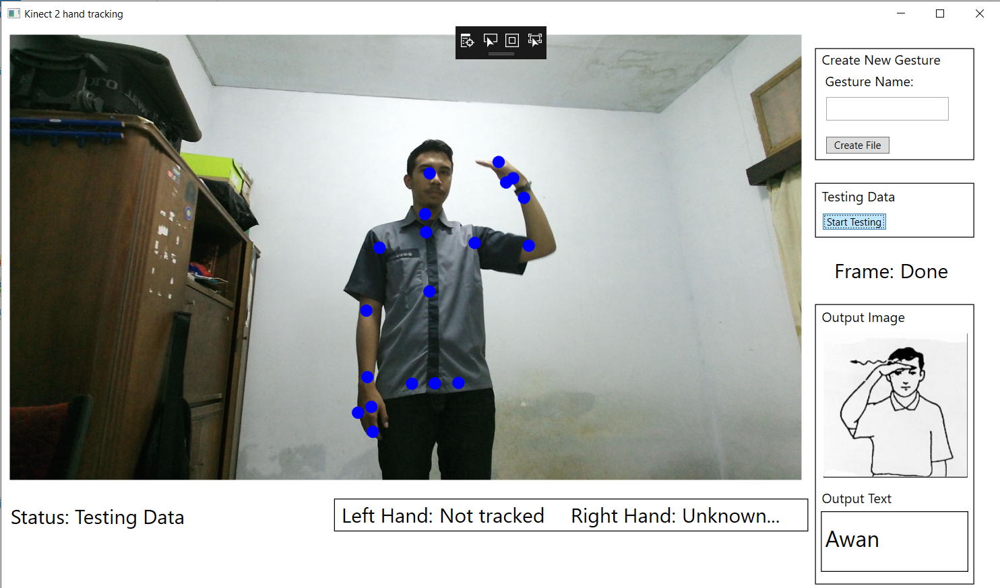 Kinect 2 hand tracking
Create New Gesture
Gesture Name:
Create File
Testing Data
Start Testing
Frame: Done
Output Image
Output Text
Awan
Status: Testing Data
Left Hand: Not tracked Right Hand: Unknown...